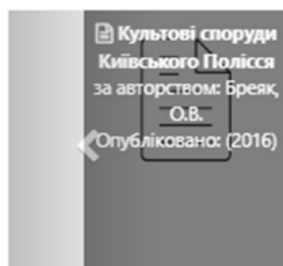 Культові споруди
Київського Полісся
за авторством: Бреяк,
О.В.
Опубліковано: (2016)